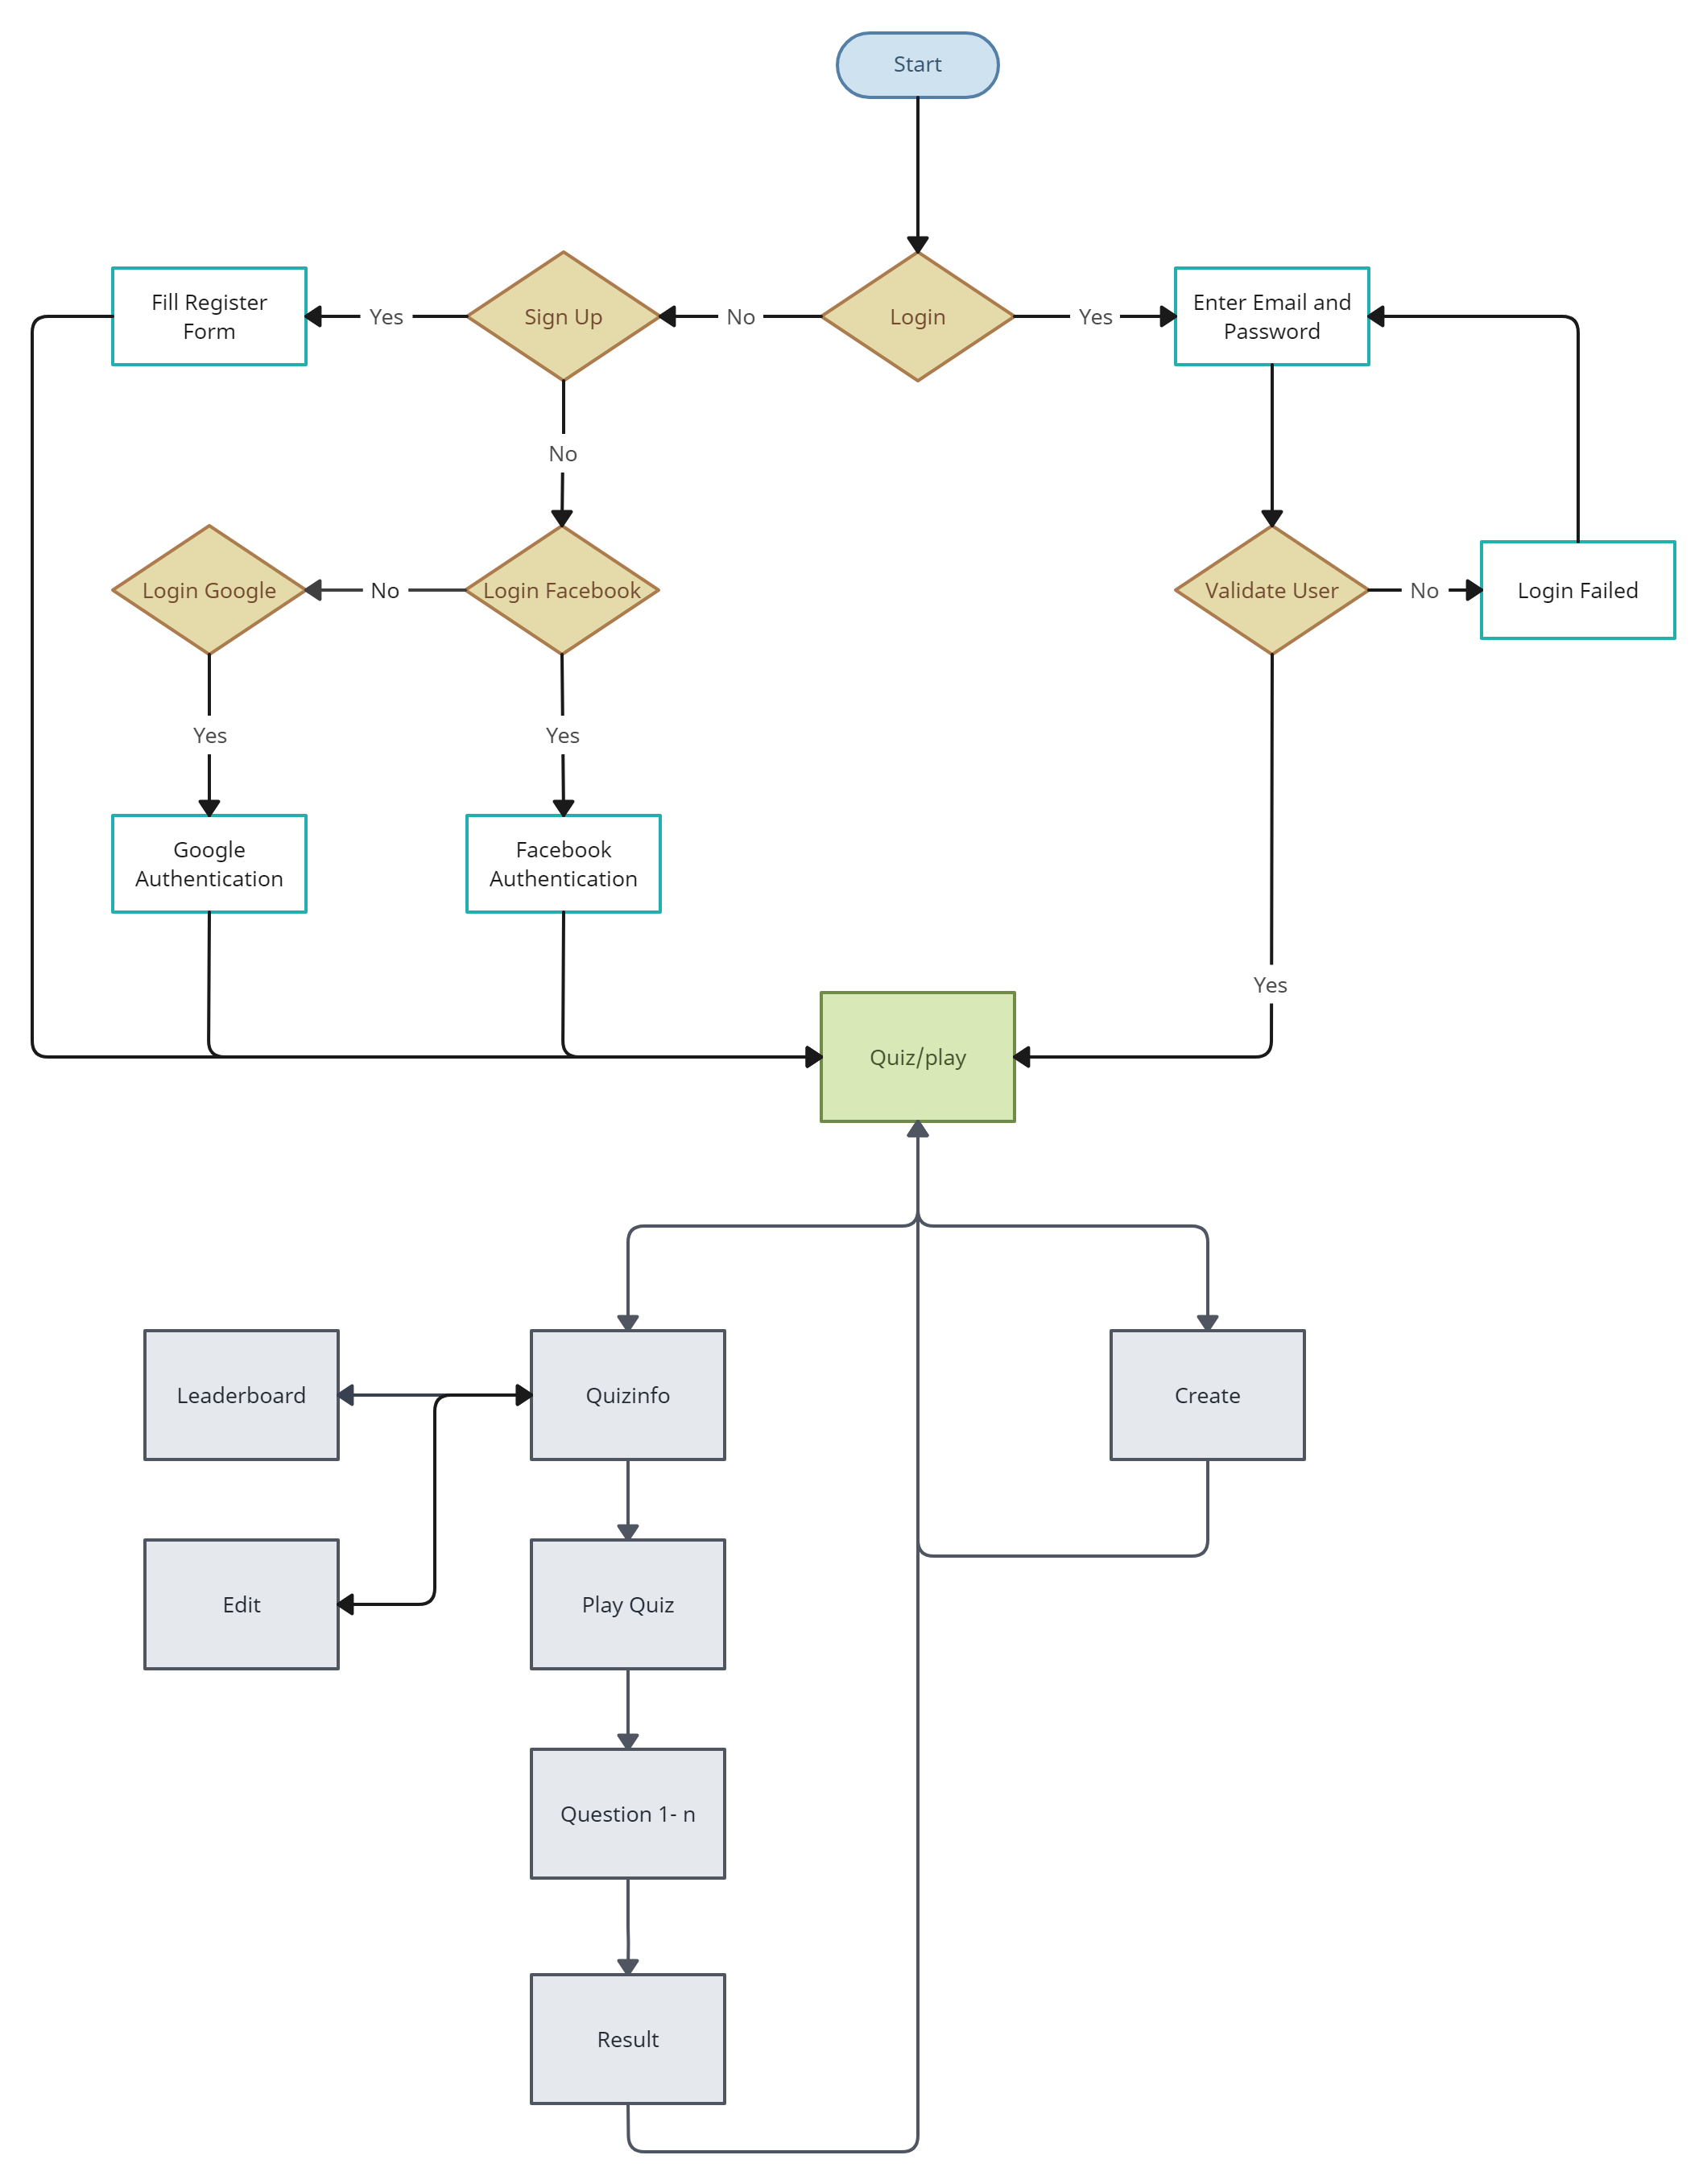 Start
Fill Register
Form
Yes
Sign Up
No
Login
Yes
Enter Email and
Password
No
Login Google
No
Login Facebook
Validate User
No
Login Failed
Yes
Yes
Google
Authentication
Facebook
Authentication
Yes
Quiz/play
Leaderboard
Quizinfo
Create
Edit
Play Quiz
Question 1- n
Result